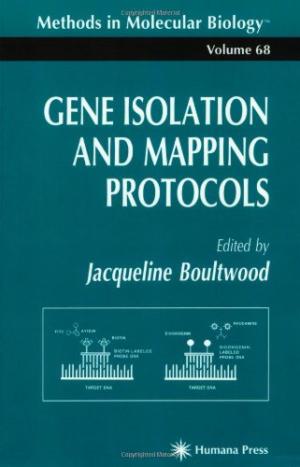 Methods in Molecular Biology™
Volume 68
GENE ISOLATION
AND MAPPING
PROTOCOLS
Edited by
Jacqueline Boultwood
FITC
AVIDIN
BIOTIN
BIOTIN-LABELED
PROBE DNA
TARGET DNA
RHODAMINE
DIGOXIGENIN
DIGOXIGENIN
LABELED
PROBE DNA
TARGET DNA
Humana Press